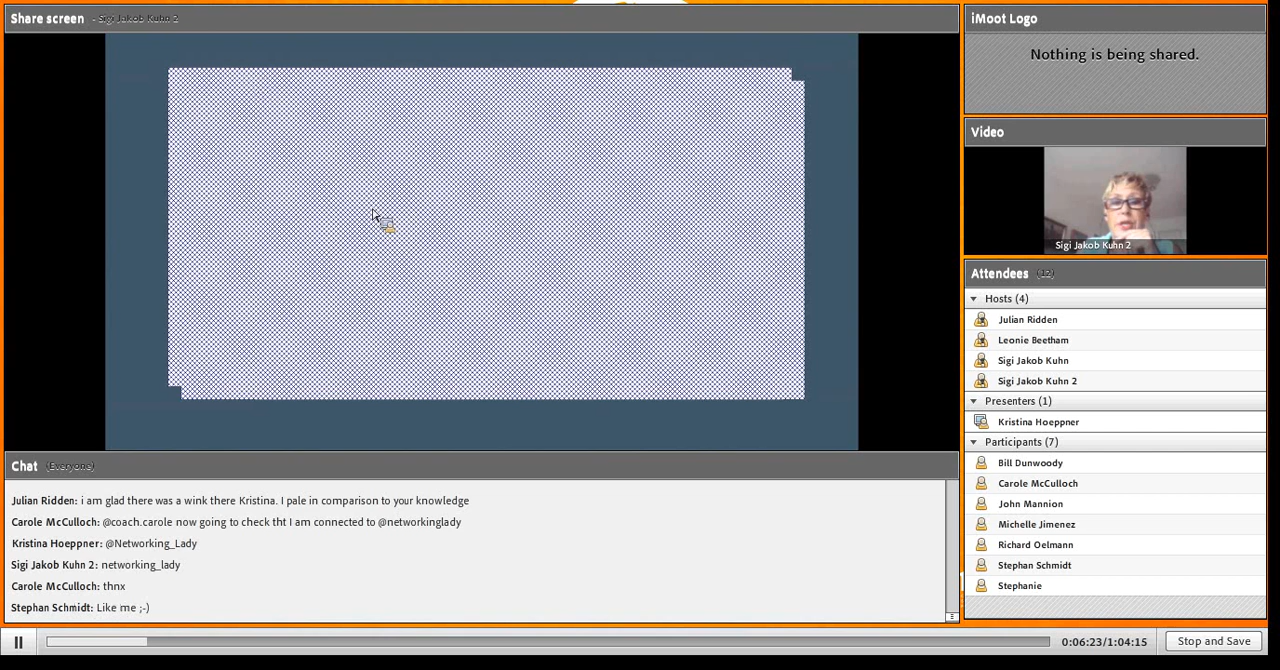 Share screen - Sigi Jakob Kuhn 2
iMoot Logo
Nothing is being shared.
Video
Sigi Jakob Kuhn 2
Attendees (12)
Hosts (4)
Julian Ridden
Leonie Beetham
Sigi Jakob Kuhn
Sigi Jakob Kuhn 2
Presenters (1)
Kristina Hoeppner
Participants (7)
Bill Dunwoody
Carole McCulloch
John Mannion
Michelle Jimenez
Richard Oelmann
Stephan Schmidt
Stephanie
Chat (Everyone)
Julian Ridden: i am glad there was a wink there Kristina. I pale in comparison to your knowledge
Carole McCulloch: @coach.carole now going to check tht I am connected to @networkinglady
Kristina Hoeppner: @Networking_Lady
Sigi Jakob Kuhn 2: networking_lady
Carole McCulloch: thnx
Stephan Schmidt: Like me ;-)
0:06:23/1:04:15
Stop and Save